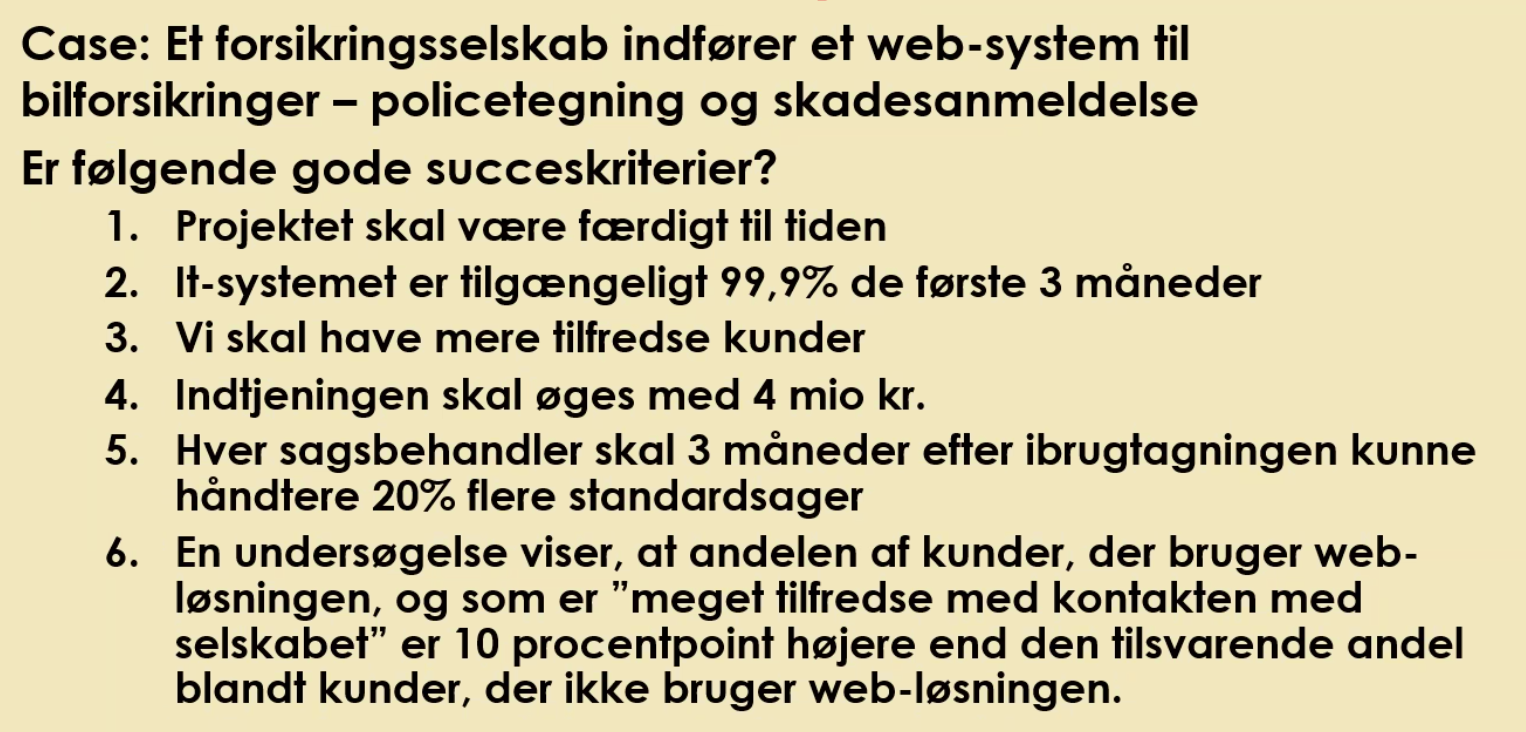 Case: Et forsikringsselskab indfører et web-system til
bilforsikringer – policetegning og skadesanmeldelse
Er følgende gode succeskriterier?
1. Projektet skal være færdigt til tiden
2. It-systemet er tilgængeligt 99,9% de første 3 måneder
3. Vi skal have mere tilfredse kunder
4. Indtjeningen skal øges med 4 mio kr.
5. Hver sagsbehandler skal 3 måneder efter ibrugtagningen kunne
håndtere 20% flere standardsager
6. En undersøgelse viser, at andelen af kunder, der bruger web-
løsningen, og som er ”meget tilfredse med kontakten med
selskabet” er 10 procentpoint højere end den tilsvarende andel
blandt kunder, der ikke bruger web-løsningen.